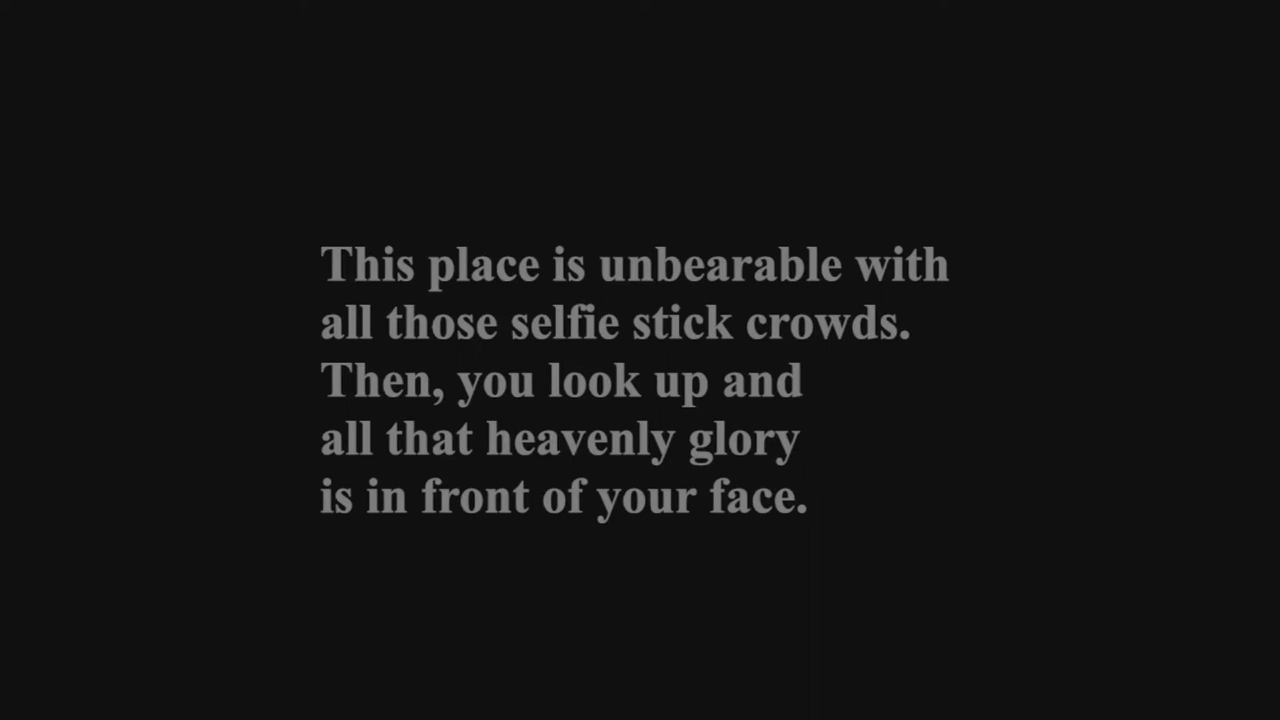 This place is unbearable with
all those selfie stick crowds.
Then, you look up and
all that heavenly glory
is in front of your face.